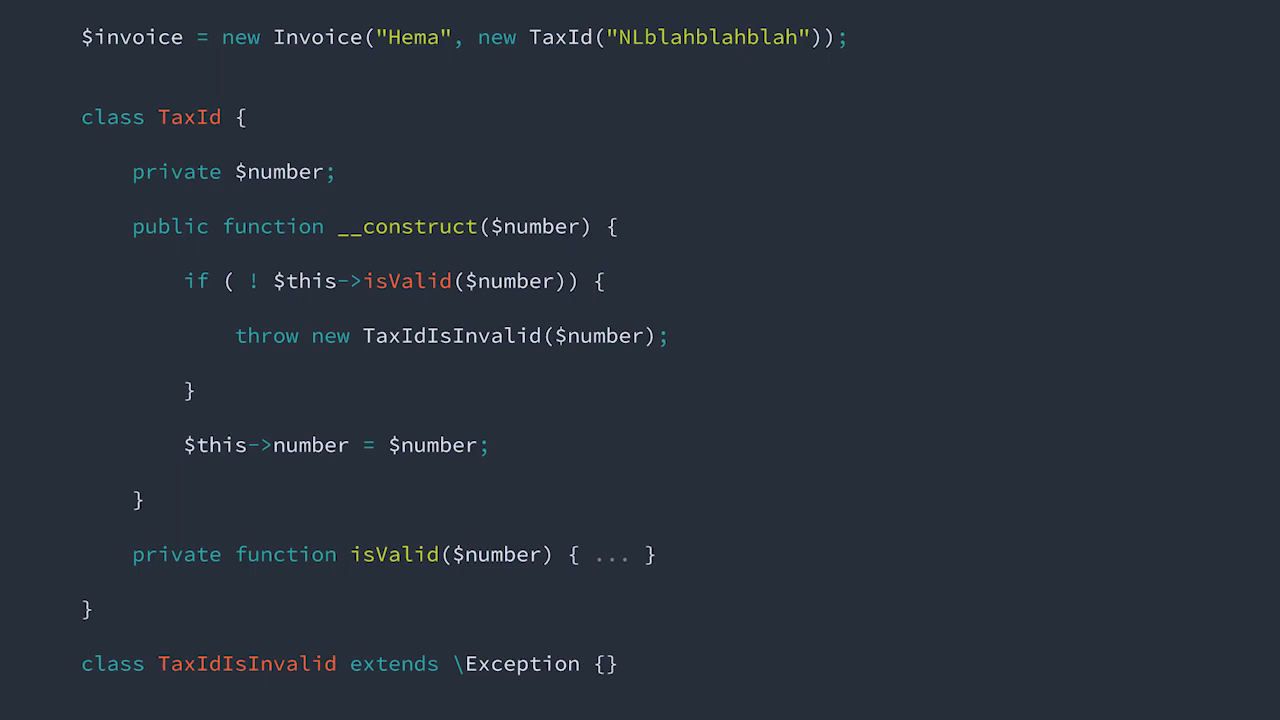 $invoice = new Invoice("Hema", new TaxId("NLblahblahblah"));
class TaxId {
private $number;
public function __construct($number) {
if ( ! $this->isValid($number)) {
throw new TaxIdIsInvalid($number);
}
$this->number = $number;
}
private function isValid($number) { ... }
}
class TaxIdIsInvalid extends \Exception {}